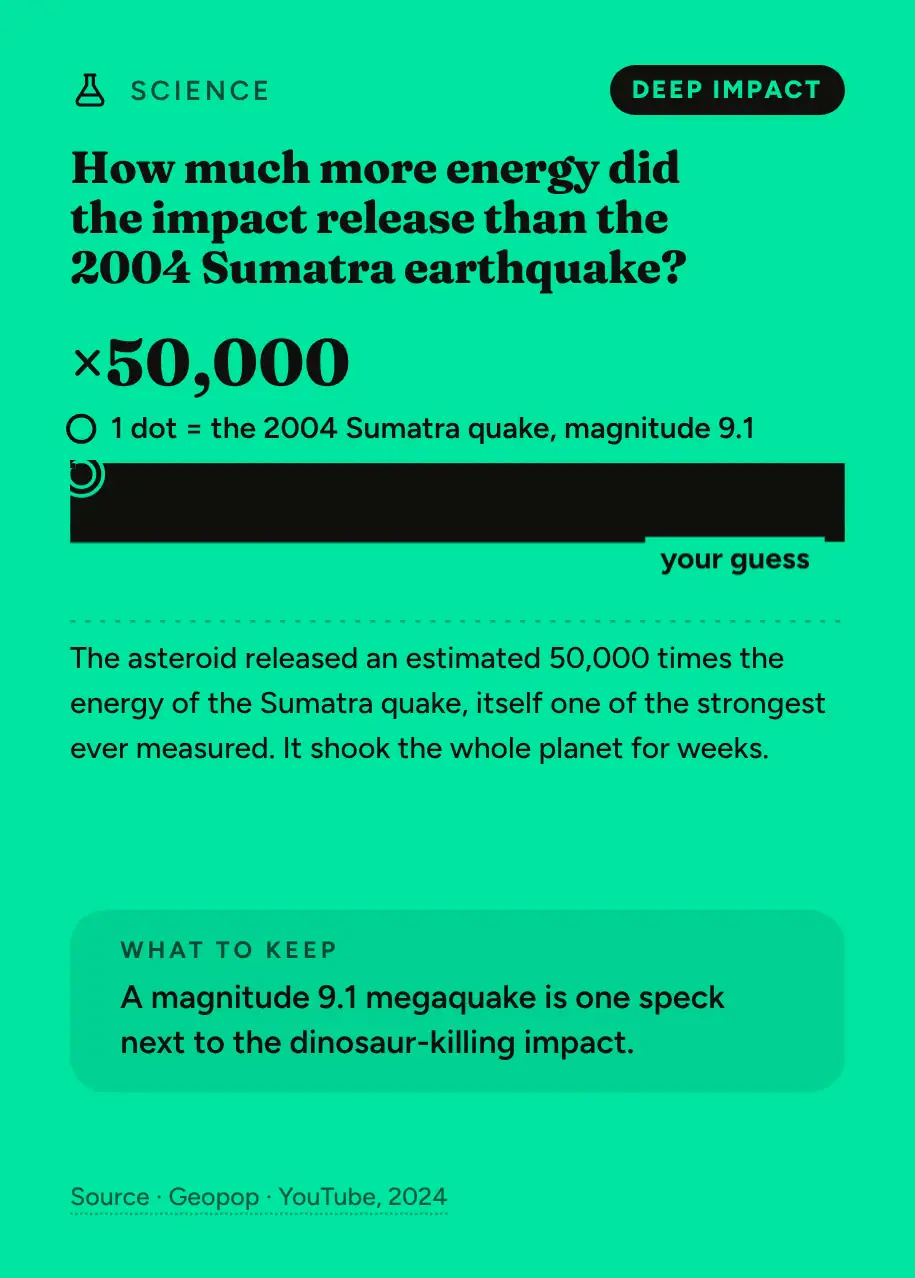 SCIENCE
DEEP IMPACT
How much more energy did
the impact release than the
2004 Sumatra earthquake?
×50,000
1 dot = the 2004 Sumatra quake, magnitude 9.1
your guess
The asteroid released an estimated 50,000 times the
energy of the Sumatra quake, itself one of the strongest
ever measured. It shook the whole planet for weeks.
WHAT TO KEEP
A magnitude 9.1 megaquake is one speck
next to the dinosaur-killing impact.
Source · Geopop · YouTube, 2024